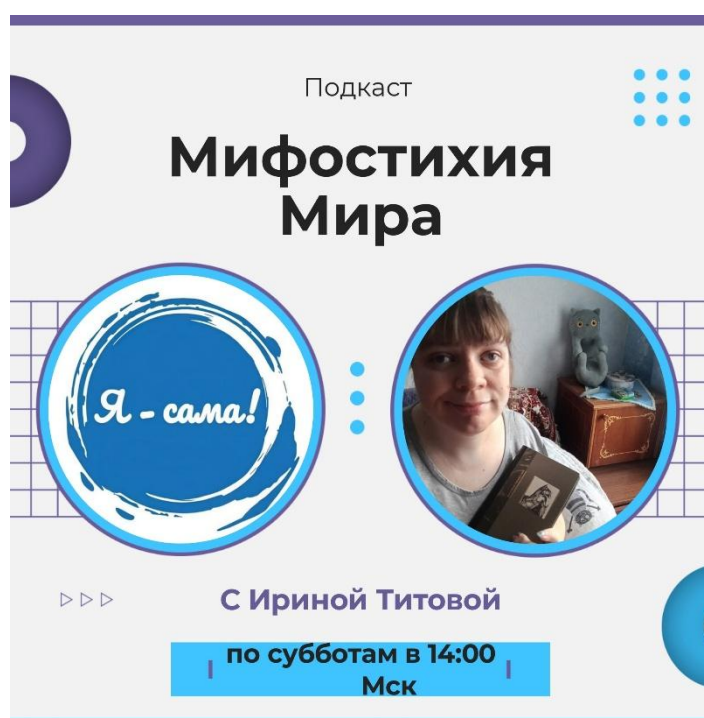 Подкаст
Мифостихия
Мира
Я - сама!
С Ириной Титовой
по субботам в 14:00
Мск